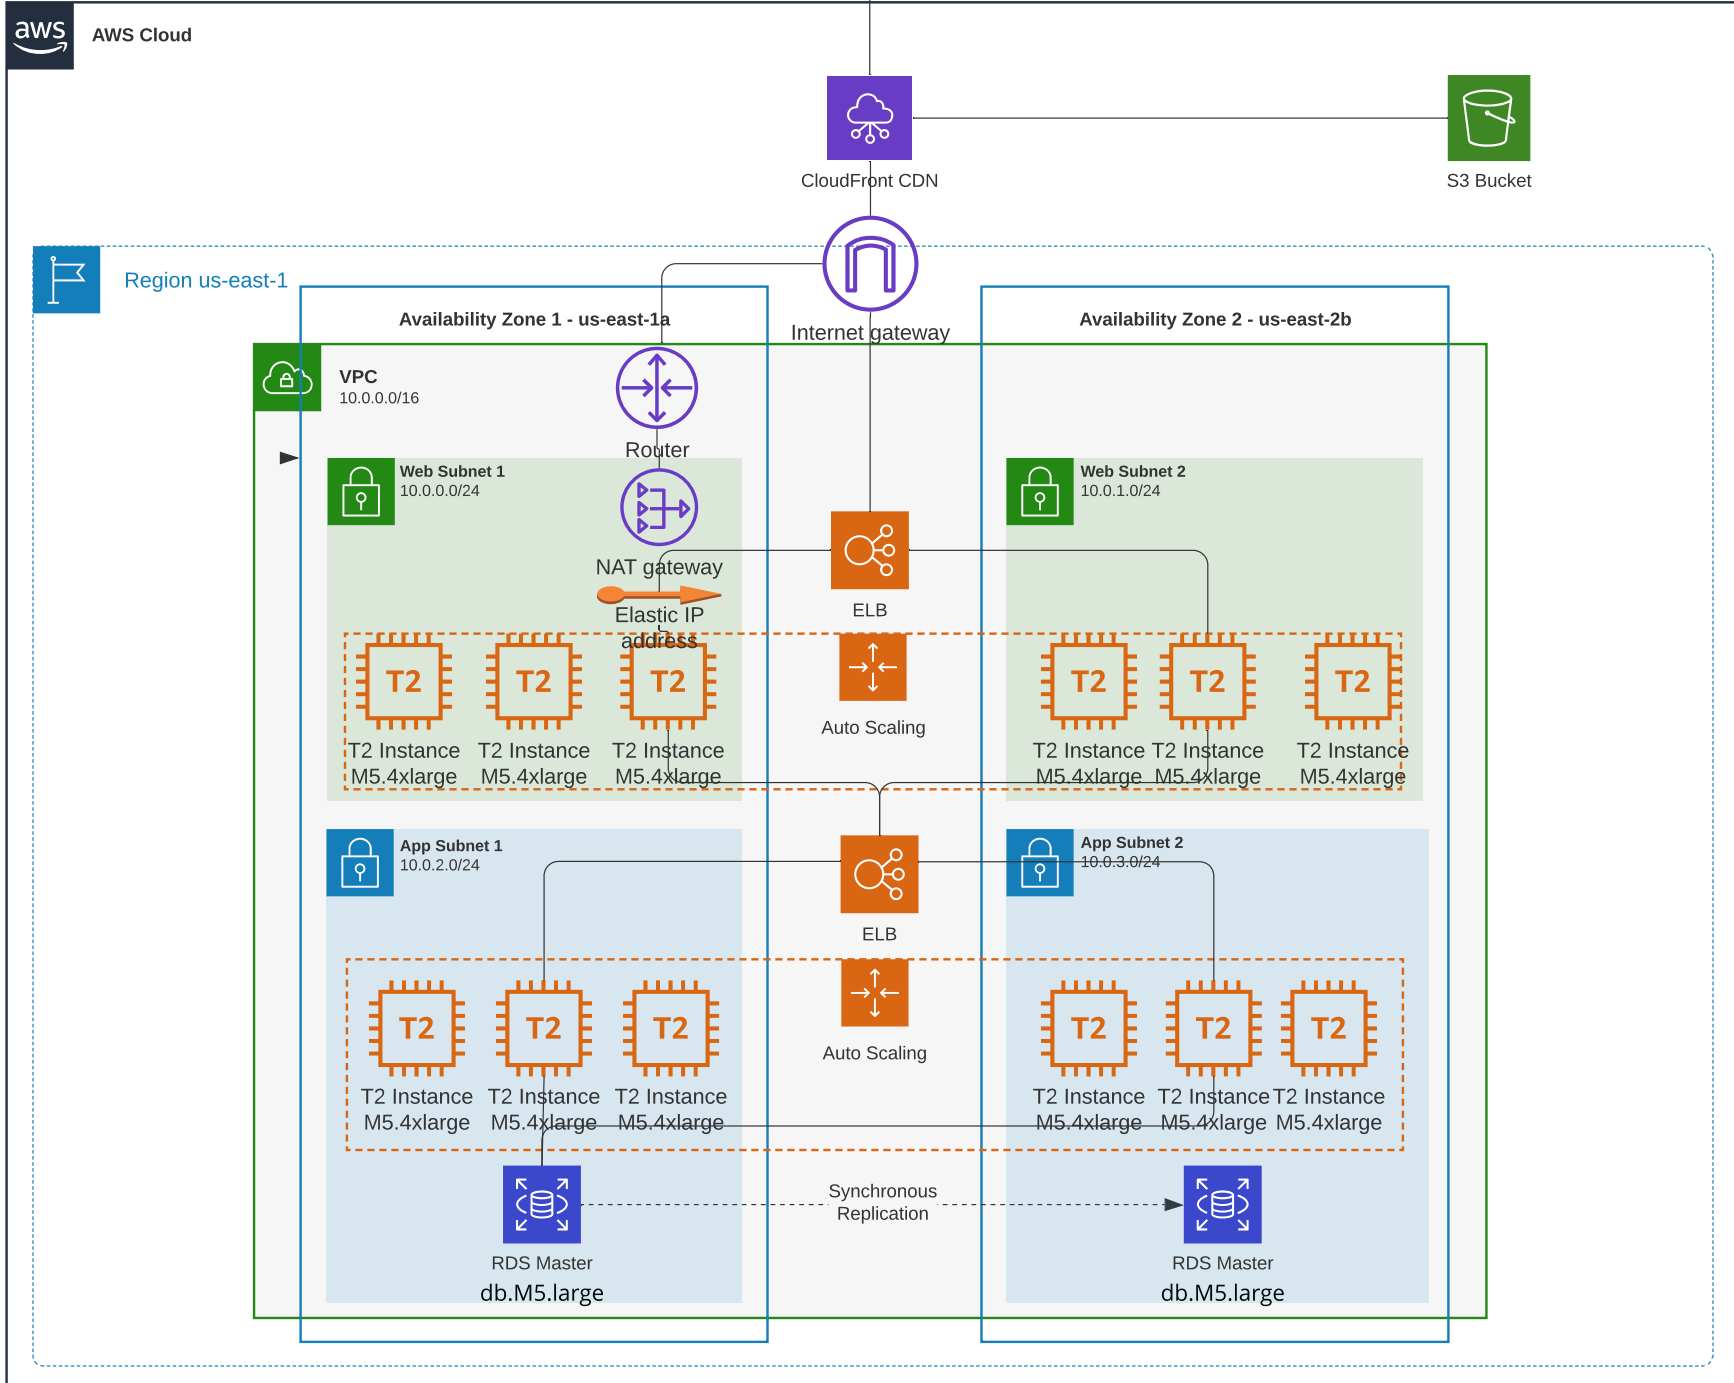 aws
AWS Cloud
CloudFront CDN
S3 Bucket
Region us-east-1
Availability Zone 1 - us-east-1a
Internet gateway
Availability Zone 2 - us-east-2b
VPC
10.0.0.0/16
Router
Web Subnet 1
10.0.0.0/24
Web Subnet 2
10.0.1.0/24
NAT gateway
Elastic IP
address
ELB
T2
T2
T2
T2
T2
T2
Auto Scaling
T2 Instance
M5.4xlarge
T2 Instance
M5.4xlarge
T2 Instance
M5.4xlarge
T2 Instance
M5.4xlarge
T2 Instance
M5.4xlarge
T2 Instance
M5.4xlarge
App Subnet 1
10.0.2.0/24
App Subnet 2
10.0.3.0/24
ELB
T2
T2
T2
T2
T2
T2
Auto Scaling
T2 Instance
M5.4xlarge
T2 Instance
M5.4xlarge
T2 Instance
M5.4xlarge
T2 Instance
M5.4xlarge
T2 Instance
M5.4xlarge
T2 Instance
M5.4xlarge
Synchronous
Replication
RDS Master
db.M5.large
RDS Master
db.M5.large